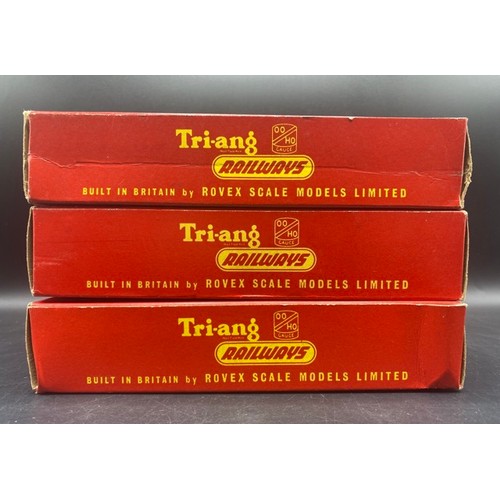 Tri-ang OO/HO
GAUGE
RAILWAYS
BUILT IN BRITAIN by ROVEX SCALE MODELS LIMITED
Tri-ang OO/HO
GAUGE
RAILWAYS
BUILT IN BRITAIN by ROVEX SCALE MODELS LIMITED
Tri-ang OO/HO
GAUGE
RAILWAYS
BUILT IN BRITAIN by ROVEX SCALE MODELS LIMITED